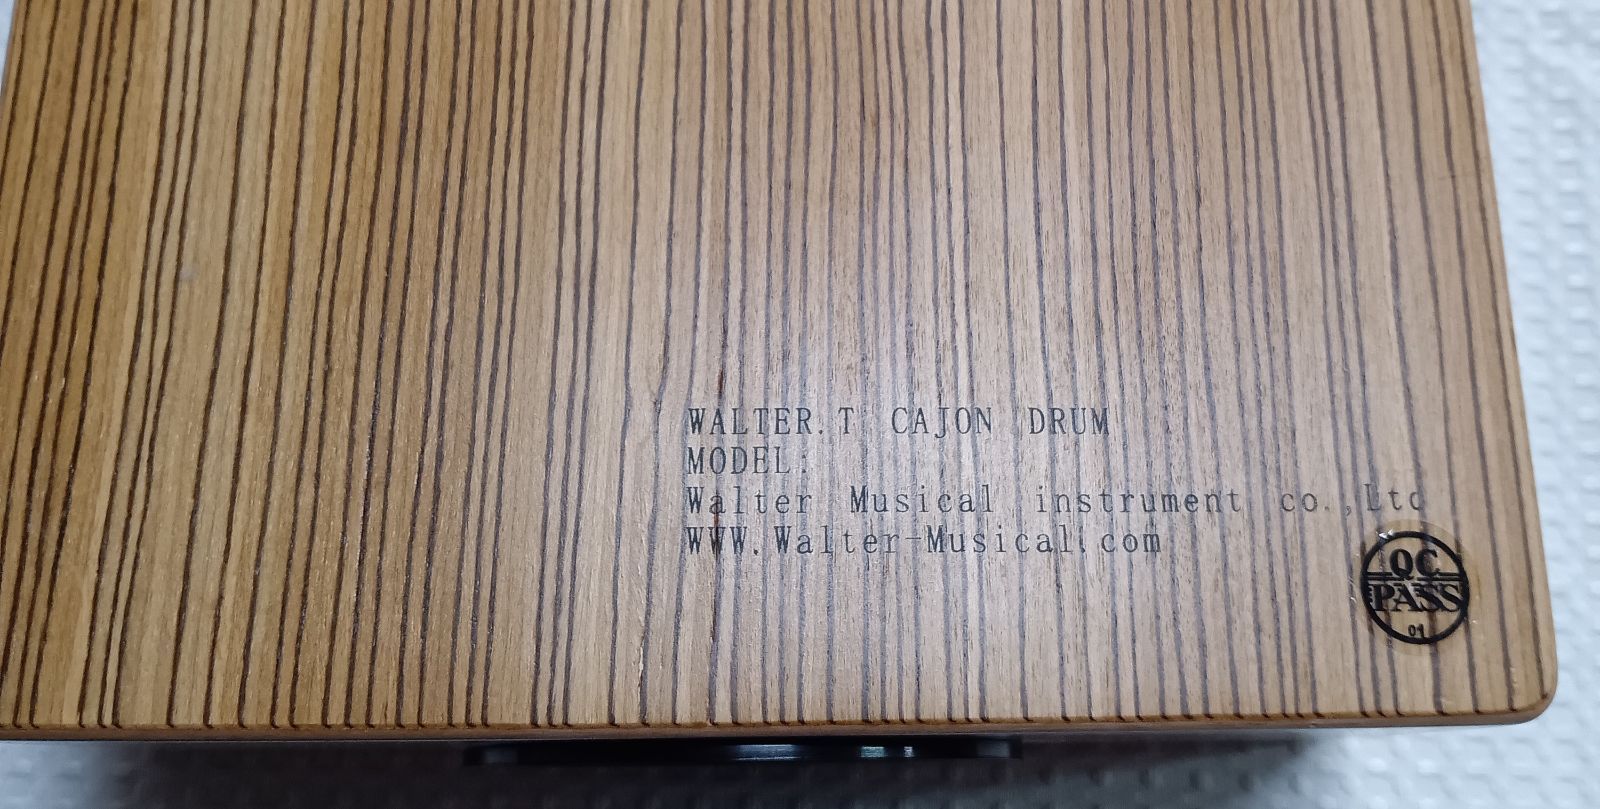 WALTER.T CAJON DRUM
MODEL:
Walter Musical instrument co.,Ltd
WWW.Walter-Musical.com
QC
PASS
01